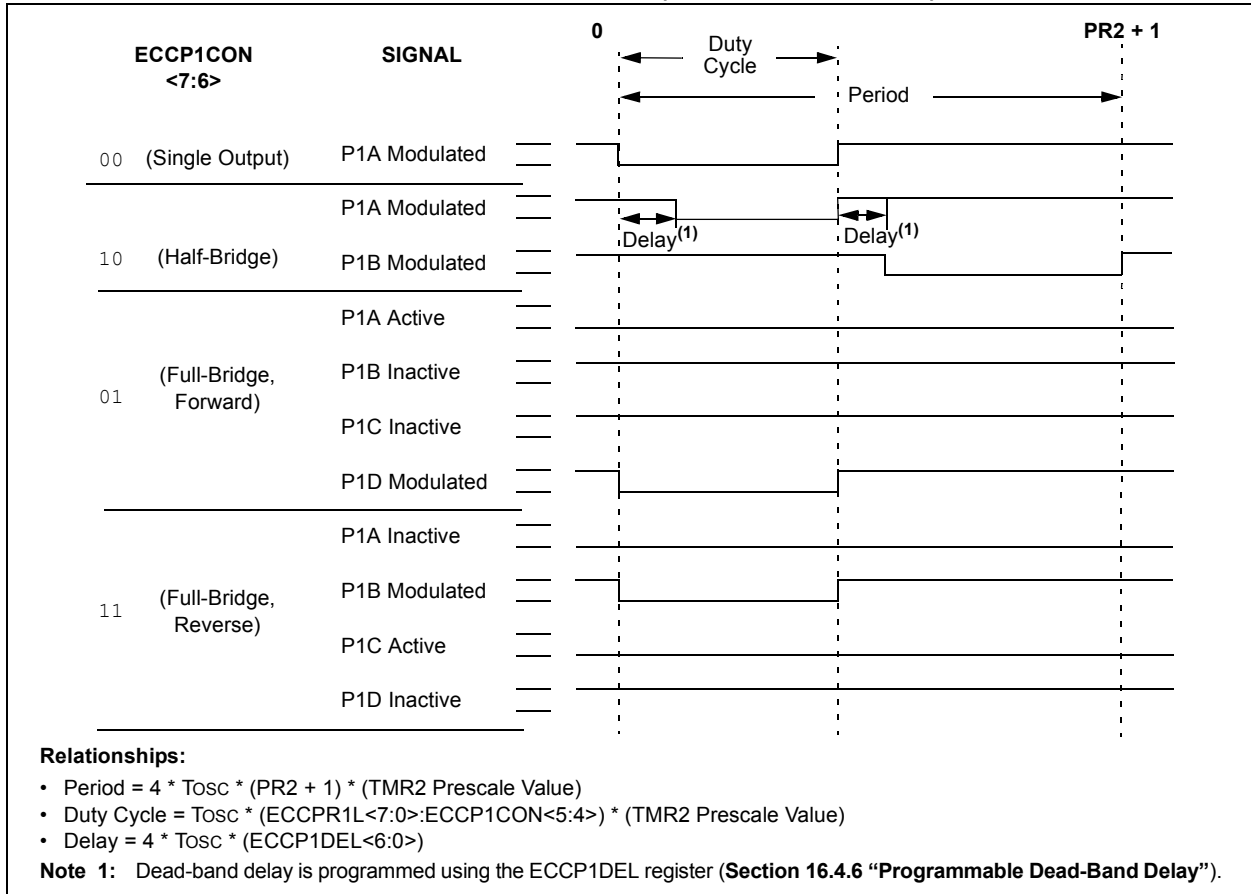 0
PR2 + 1
ECCP1CON
<7:6>
SIGNAL
Duty
Cycle
Period
00 (Single Output) P1A Modulated
P1A Modulated
Delay(1)
Delay(1)
10 (Half-Bridge) P1B Modulated
P1A Active
01 (Full-Bridge,
Forward)
P1B Inactive
P1C Inactive
P1D Modulated
P1A Inactive
11 (Full-Bridge,
Reverse)
P1B Modulated
P1C Active
P1D Inactive
Relationships:
• Period = 4 * TOSC * (PR2 + 1) * (TMR2 Prescale Value)
• Duty Cycle = TOSC * (ECCPR1L<7:0>:ECCP1CON<5:4>) * (TMR2 Prescale Value)
• Delay = 4 * TOSC * (ECCP1DEL<6:0>)
Note 1: Dead-band delay is programmed using the ECCP1DEL register (Section 16.4.6 “Programmable Dead-Band Delay”).